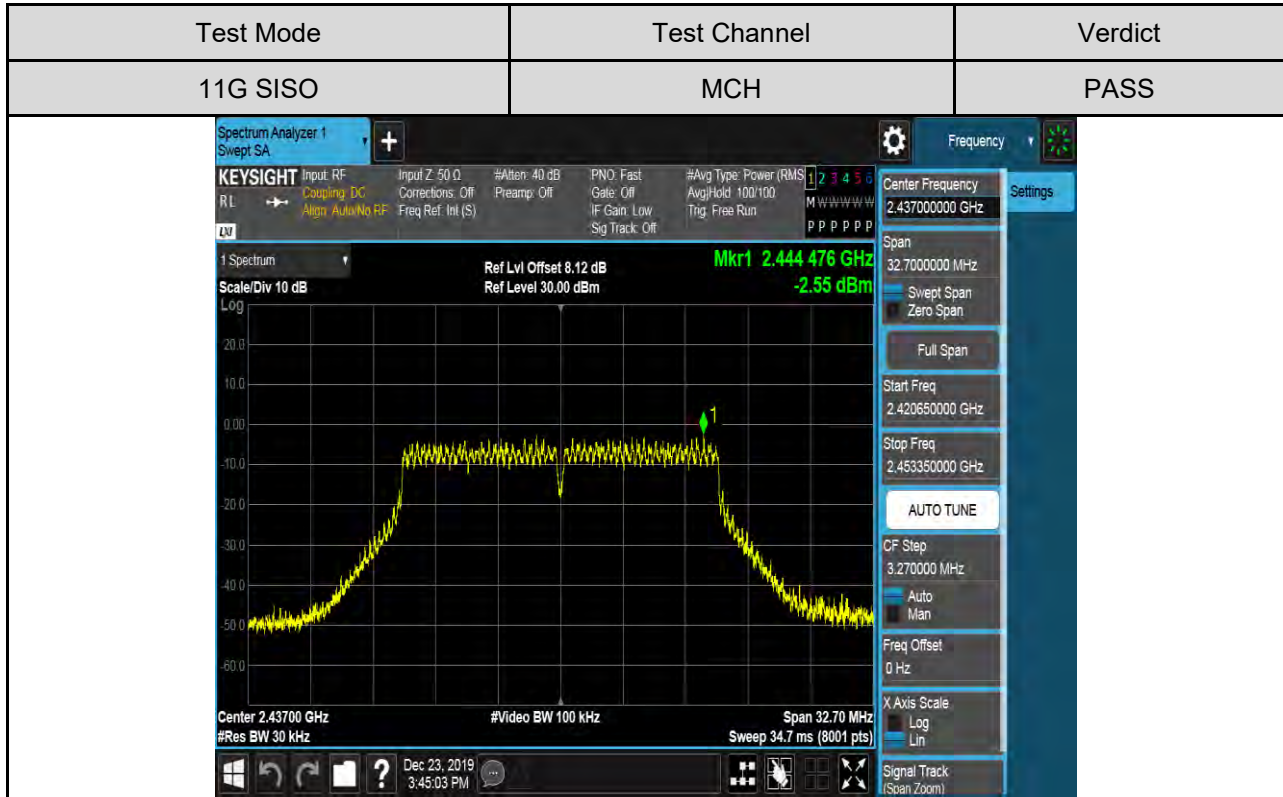 Test Mode Test Channel Verdict
11G SISO MCH PASS
Spectrum Analyzer 1
Swept SA
+
Frequency
KEYSIGHT Input: RF Input Z: 50 Ω #Atten: 40 dB PNO: Fast #Avg Type: Power (RMS 1 2 3 4 5 6
RL Coupling: DC Corrections: Off Preamp: Off Gate: Off Avg|Hold: 100/100 M W W W W W
Align: Auto/No RF Freq Ref: Int (S) IF Gain: Low Trig: Free Run
LXI Sig Track: Off P P P P P P
Center Frequency
2.437000000 GHz
Settings
1 Spectrum Ref Lvl Offset 8.12 dB Mkr1 2.444 476 GHz
Scale/Div 10 dB Ref Level 30.00 dBm -2.55 dBm
Log
20.0
10.0
0.00
-10.0
-20.0
-30.0
-40.0
-50.0
-60.0
1
Center 2.43700 GHz #Video BW 100 kHz Span 32.70 MHz
#Res BW 30 kHz Sweep 34.7 ms (8001 pts)
Span
32.7000000 MHz
Swept Span
Zero Span
Full Span
Start Freq
2.420650000 GHz
Stop Freq
2.453350000 GHz
AUTO TUNE
CF Step
3.270000 MHz
Auto
Man
Freq Offset
0 Hz
X Axis Scale
Log
Lin
Signal Track
(Span Zoom)
? Dec 23, 2019
3:45:03 PM